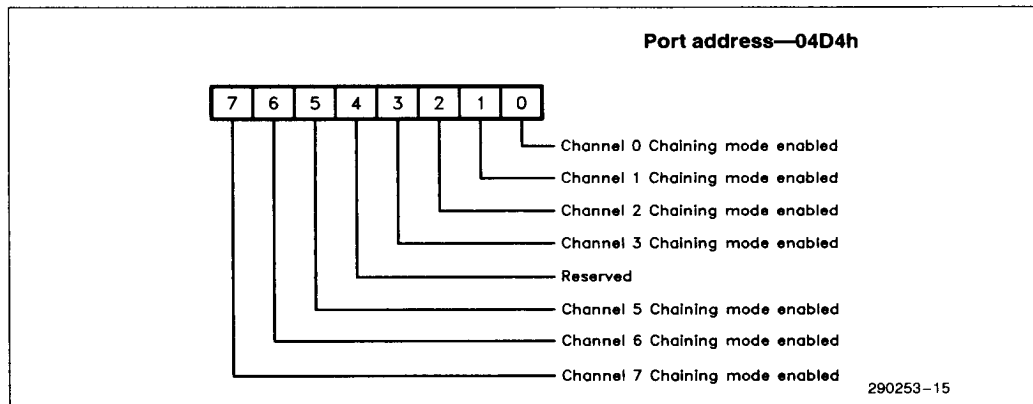 Port address—04D4h
7 6 5 4 3 2 1 0
Channel 0 Chaining mode enabled
Channel 1 Chaining mode enabled
Channel 2 Chaining mode enabled
Channel 3 Chaining mode enabled
Reserved
Channel 5 Chaining mode enabled
Channel 6 Chaining mode enabled
Channel 7 Chaining mode enabled
290253-15